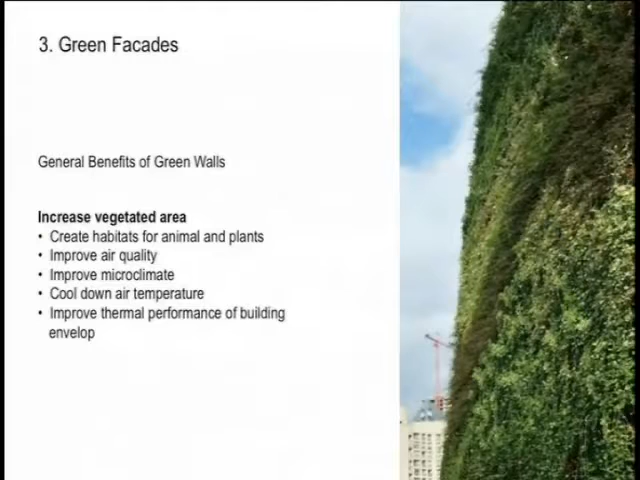 3. Green Facades
General Benefits of Green Walls
Increase vegetated area
• Create habitats for animal and plants
• Improve air quality
• Improve microclimate
• Cool down air temperature
• Improve thermal performance of building
envelop